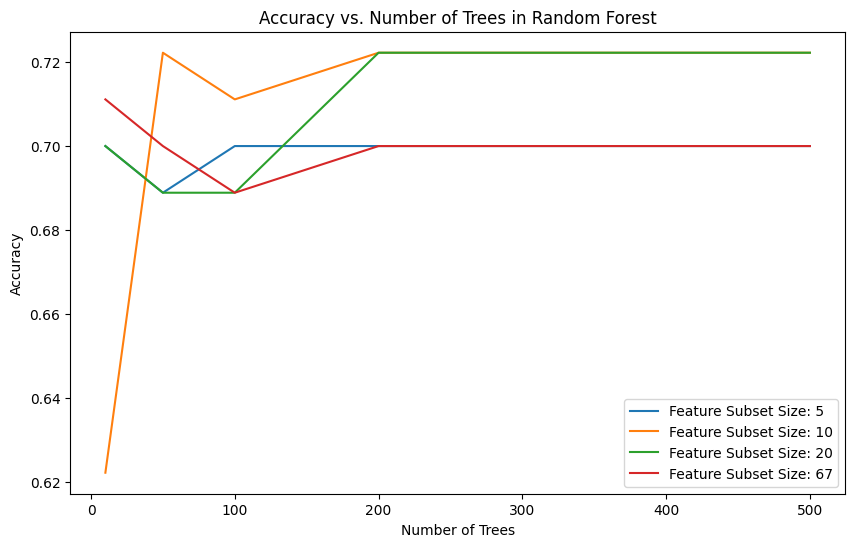 Accuracy vs. Number of Trees in Random Forest
Accuracy
0.72
0.70
0.68
0.66
0.64
0.62
0
100
200
300
400
500
Number of Trees
Feature Subset Size: 5
Feature Subset Size: 10
Feature Subset Size: 20
Feature Subset Size: 67